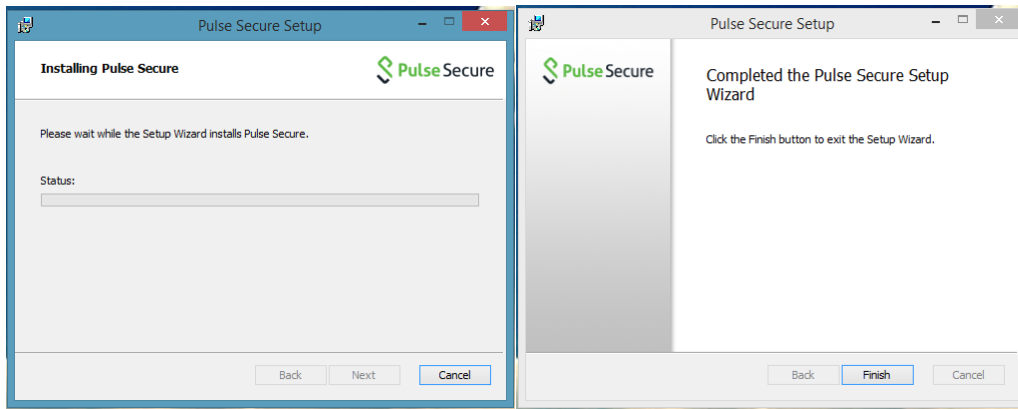 Pulse Secure Setup
Installing Pulse Secure
Pulse Secure
Please wait while the Setup Wizard installs Pulse Secure.
Status:
Back Next Cancel
Pulse Secure Setup
Pulse Secure
Completed the Pulse Secure Setup
Wizard
Click the Finish button to exit the Setup Wizard.
Back Finish Cancel